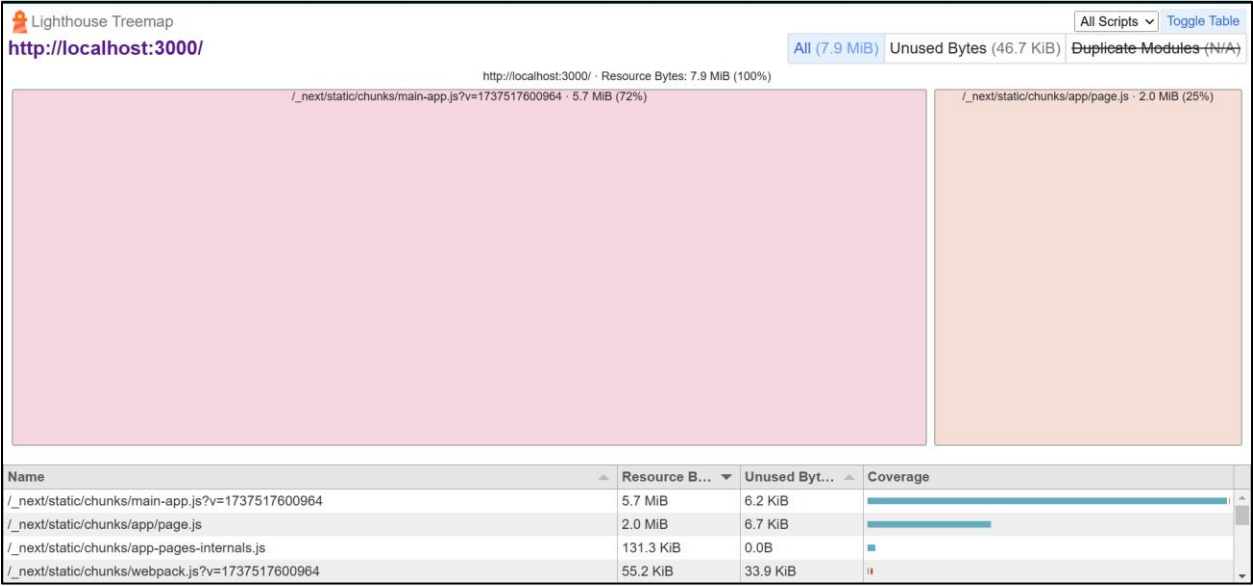 Lighthouse Treemap
All Scripts Toggle Table
http://localhost:3000/
All (7.9 MiB) Unused Bytes (46.7 KiB) Duplicate Modules (N/A)
http://localhost:3000/ · Resource Bytes: 7.9 MiB (100%)
/_next/static/chunks/main-app.js?v=1737517600964 · 5.7 MiB (72%)
/_next/static/chunks/app/page.js · 2.0 MiB (25%)
Name Resource B... Unused Byt... Coverage
/_next/static/chunks/main-app.js?v=1737517600964 5.7 MiB 6.2 KiB
/_next/static/chunks/app/page.js 2.0 MiB 6.7 KiB
/_next/static/chunks/app-pages-internals.js 131.3 KiB 0.0B
/_next/static/chunks/webpack.js?v=1737517600964 55.2 KiB 33.9 KiB